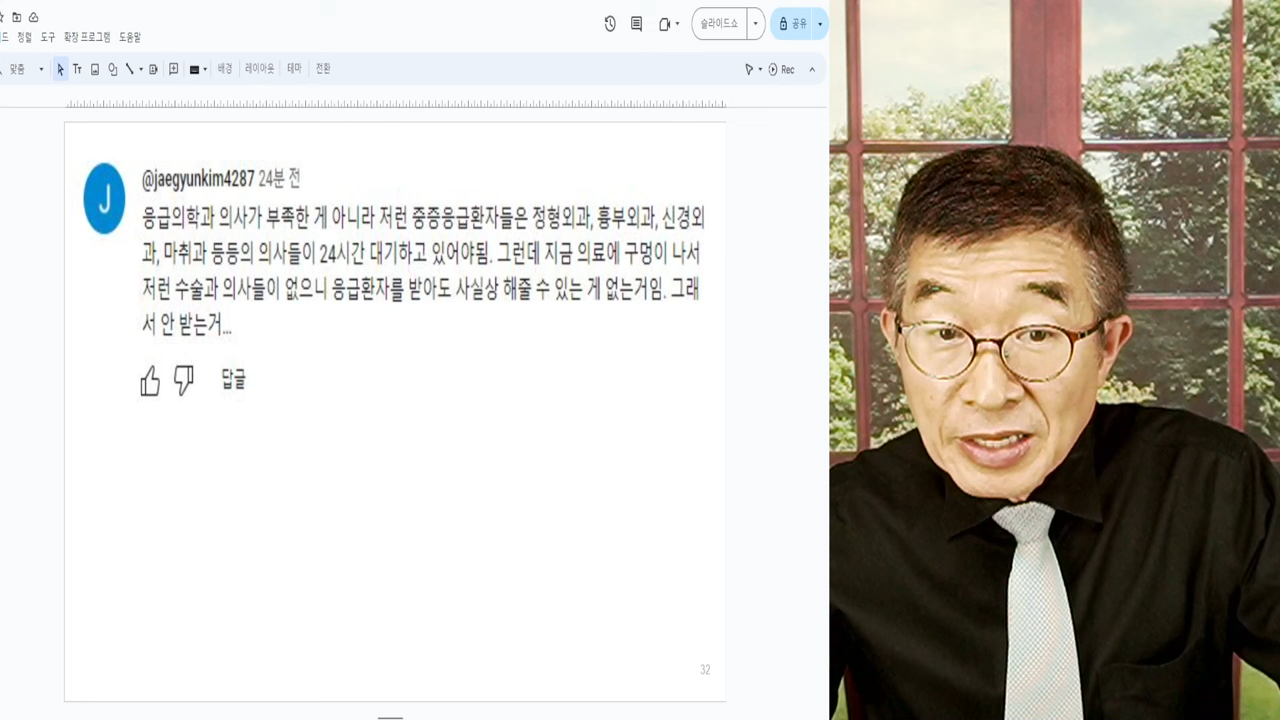 정렬 도구 확장 프로그램 도움말
슬라이드쇼
공유
맞춤
Tт
배경
레이아웃
테마
전환
Rec
J
@jaegyunkim4287 24분 전
응급의학과 의사가 부족한 게 아니라 저런 중증응급환자들은 정형외과, 흉부외과, 신경외
과, 마취과 등등의 의사들이 24시간 대기하고 있어야됨. 그런데 지금 의료에 구멍이 나서
저런 수술과 의사들이 없으니 응급환자를 받아도 사실상 해줄 수 있는 게 없는거임. 그래
서 안 받는거...
답글
32